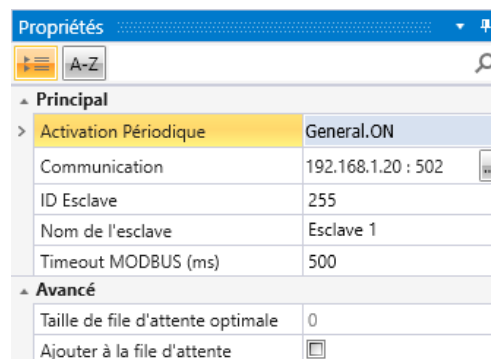 Propriétés
A-Z
Principal
Activation Périodique General.ON
Communication 192.168.1.20 : 502 ...
ID Esclave 255
Nom de l'esclave Esclave 1
Timeout MODBUS (ms) 500
Avancé
Taille de file d'attente optimale 0
Ajouter à la file d'attente